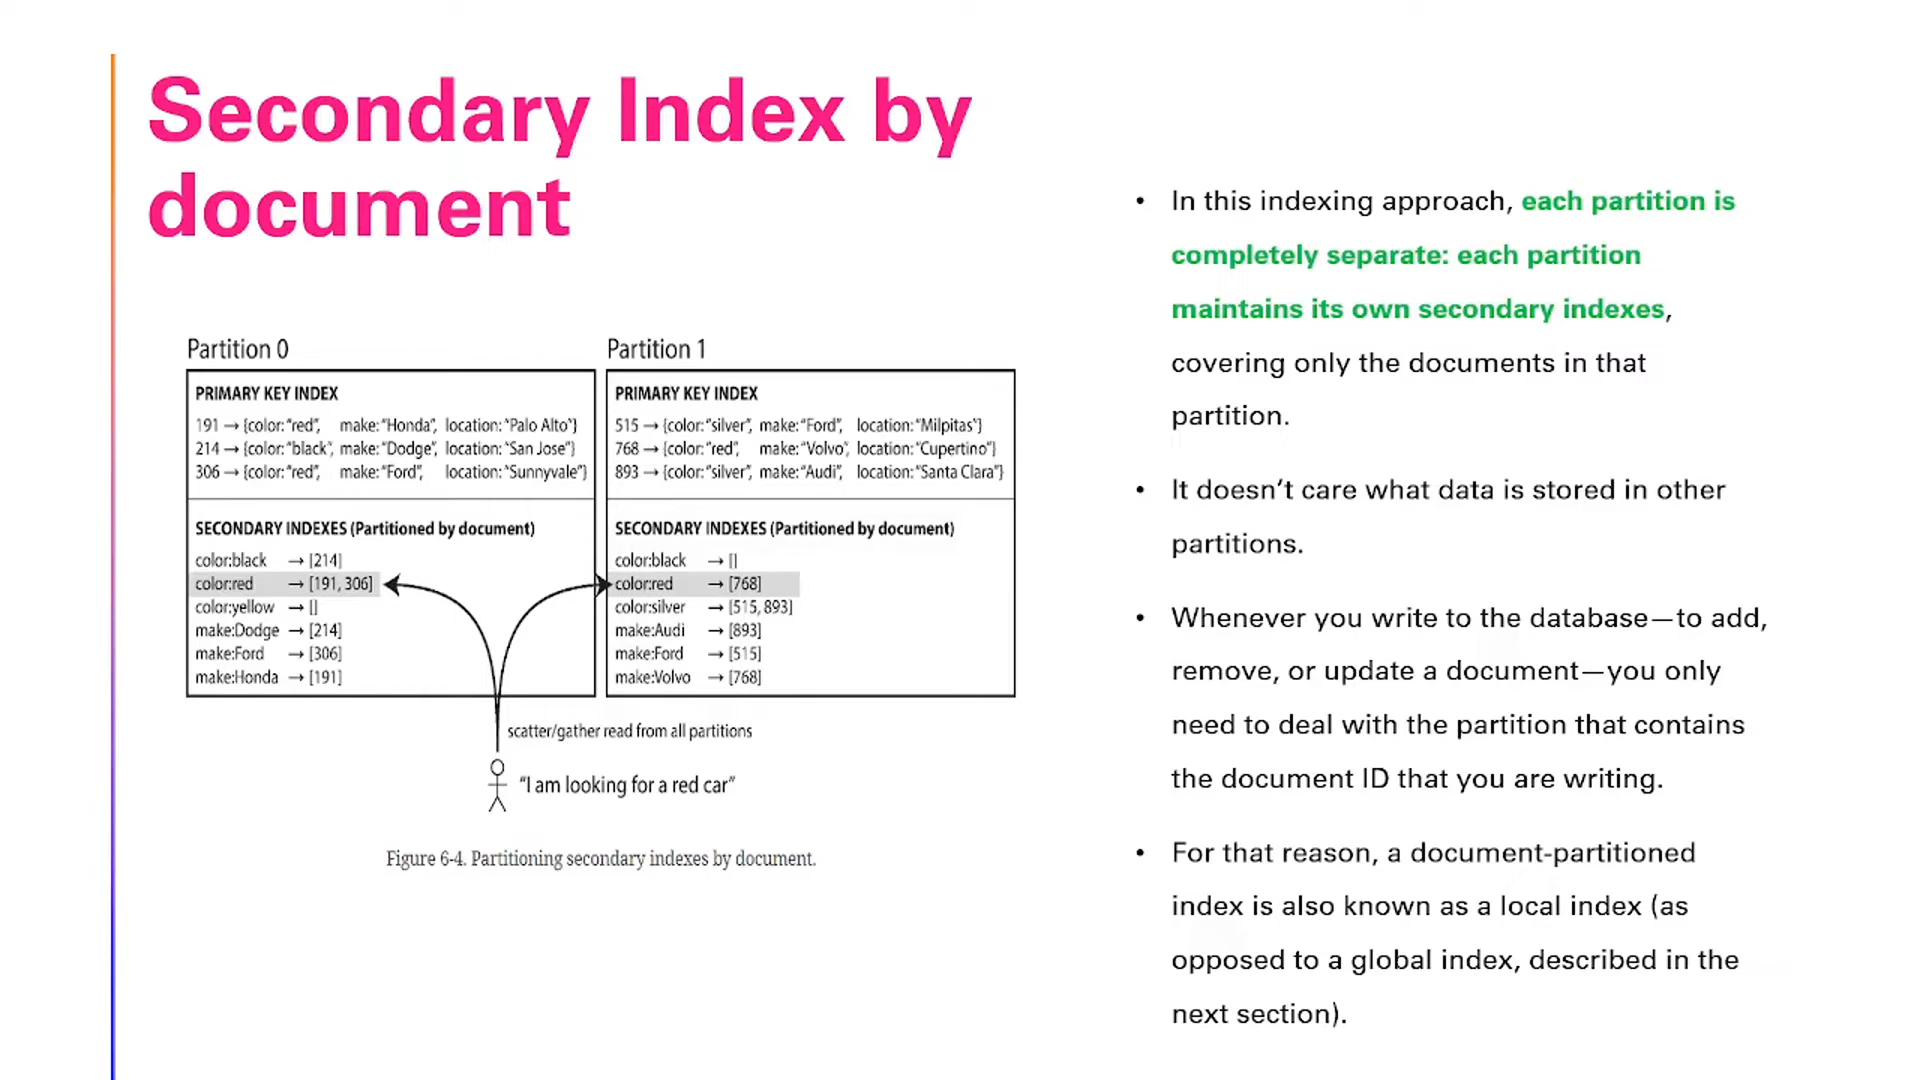 Secondary Index by
document
Partition 0
PRIMARY KEY INDEX
191 → {color: “red”, make: “Honda”, location: “Palo Alto”}
214 → {color: “black”, make: “Dodge”, location: “San Jose”}
306 → {color: “red”, make: “Ford”, location: “Sunnyvale”}
SECONDARY INDEXES (Partitioned by document)
color:black → [214]
color:red → [191, 306]
color:yellow → []
make:Dodge → [214]
make:Ford → [306]
make:Honda → [191]
Partition 1
PRIMARY KEY INDEX
515 → {color: “silver”, make: “Ford”, location: “Milpitas”}
768 → {color: “red”, make: “Volvo”, location: “Cupertino”}
893 → {color: “silver”, make: “Audi”, location: “Santa Clara”}
SECONDARY INDEXES (Partitioned by document)
color:black → []
color:red → [768]
color:silver → [515, 893]
make:Audi → [893]
make:Ford → [515]
make:Volvo → [768]
scatter/gather read from all partitions
“I am looking for a red car”
Figure 6-4. Partitioning secondary indexes by document.
• In this indexing approach, each partition is
completely separate: each partition
maintains its own secondary indexes,
covering only the documents in that
partition.
• It doesn’t care what data is stored in other
partitions.
• Whenever you write to the database—to add,
remove, or update a document—you only
need to deal with the partition that contains
the document ID that you are writing.
• For that reason, a document-partitioned
index is also known as a local index (as
opposed to a global index, described in the
next section).